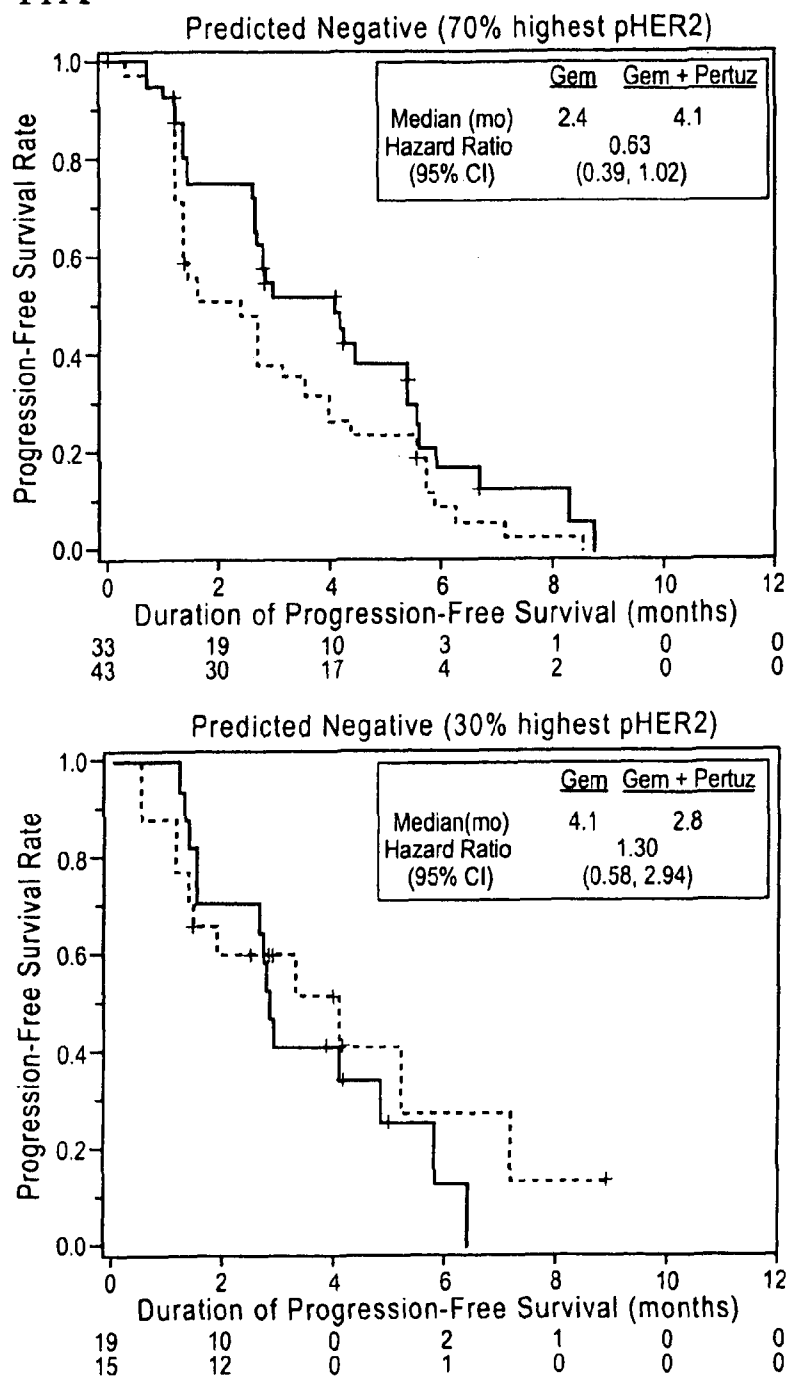 Predicted Negative (70% highest pHER2)
Gem Gem + Pertuz
Median (mo) 2.4 4.1
Hazard Ratio 0.63
(95% CI) (0.39, 1.02)
Progression-Free Survival Rate
1.0
0.8
0.6
0.4
0.2
0.0
0 2 4 6 8 10 12
Duration of Progression-Free Survival (months)
33 19 10 3 1 0 0
43 30 17 4 2 0 0
Predicted Negative (30% highest pHER2)
Gem Gem + Pertuz
Median(mo) 4.1 2.8
Hazard Ratio 1.30
(95% CI) (0.58, 2.94)
Progression-Free Survival Rate
1.0
0.8
0.6
0.4
0.2
0.0
0 2 4 6 8 10 12
Duration of Progression-Free Survival (months)
19 10 0 2 1 0 0
15 12 0 1 0 0 0